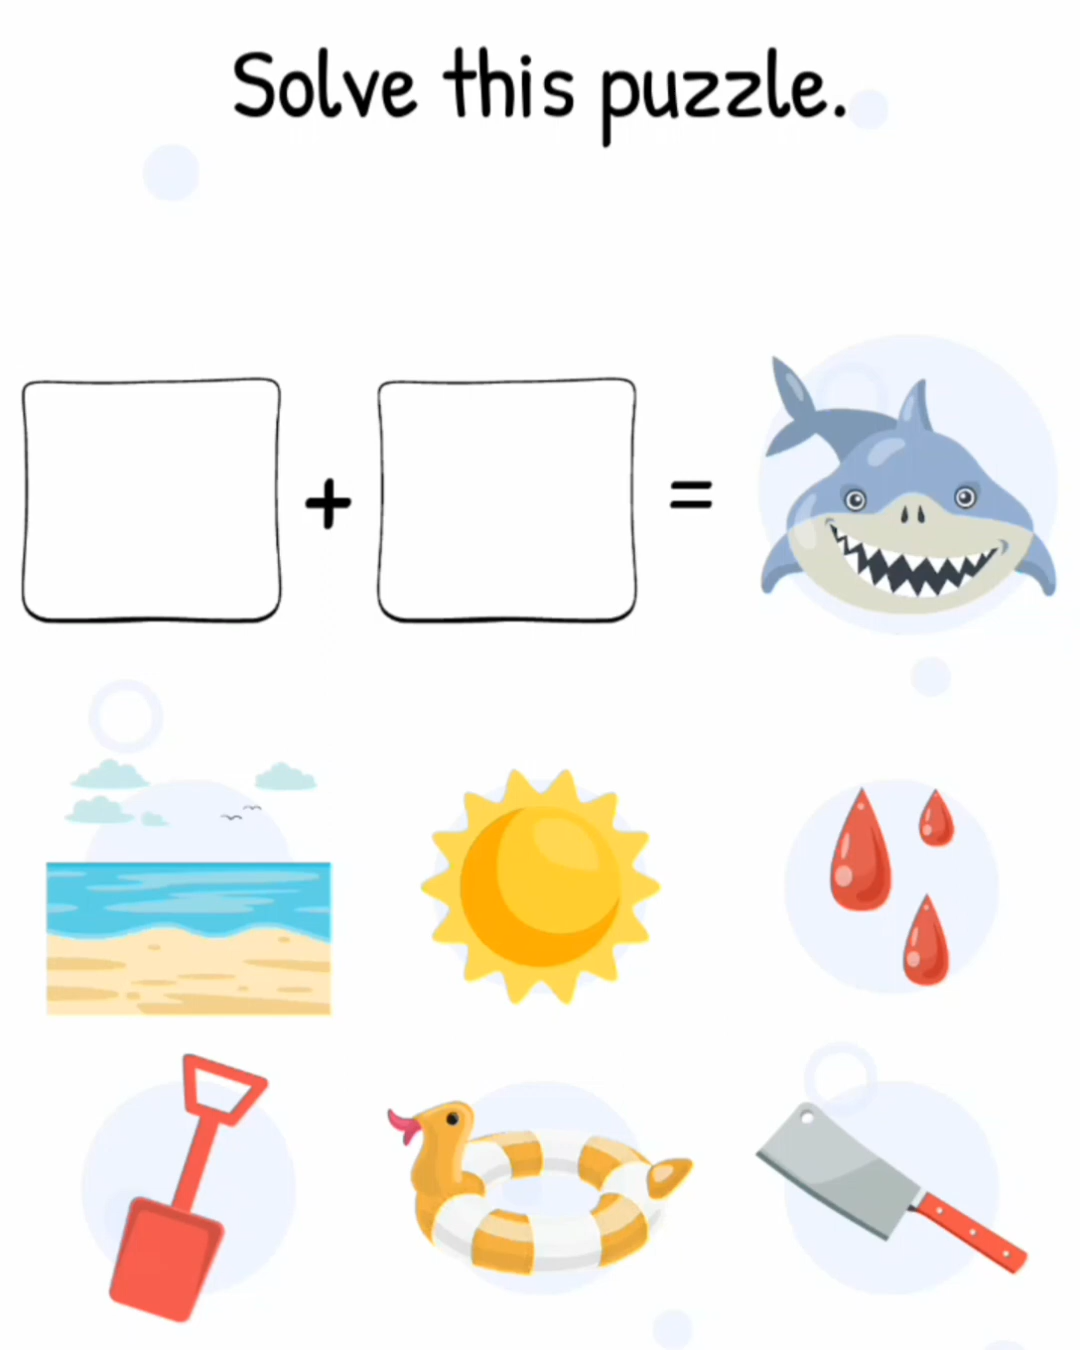 Solve this puzzle.
+ =